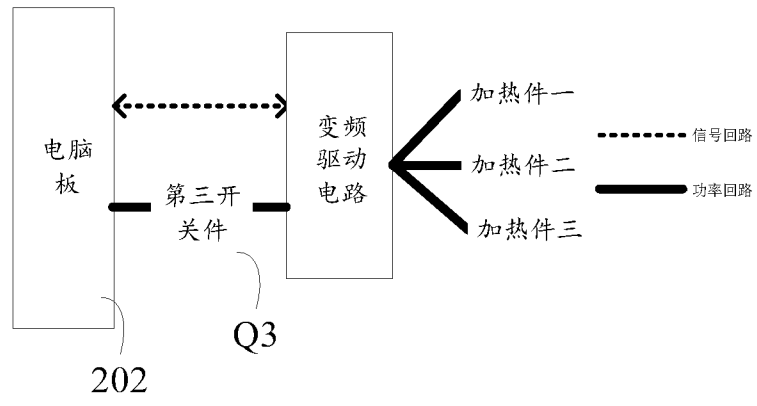 电脑
板
202
第三开
关件
Q3
变频
驱动
电路
加热件一
加热件二
加热件三
信号回路
功率回路